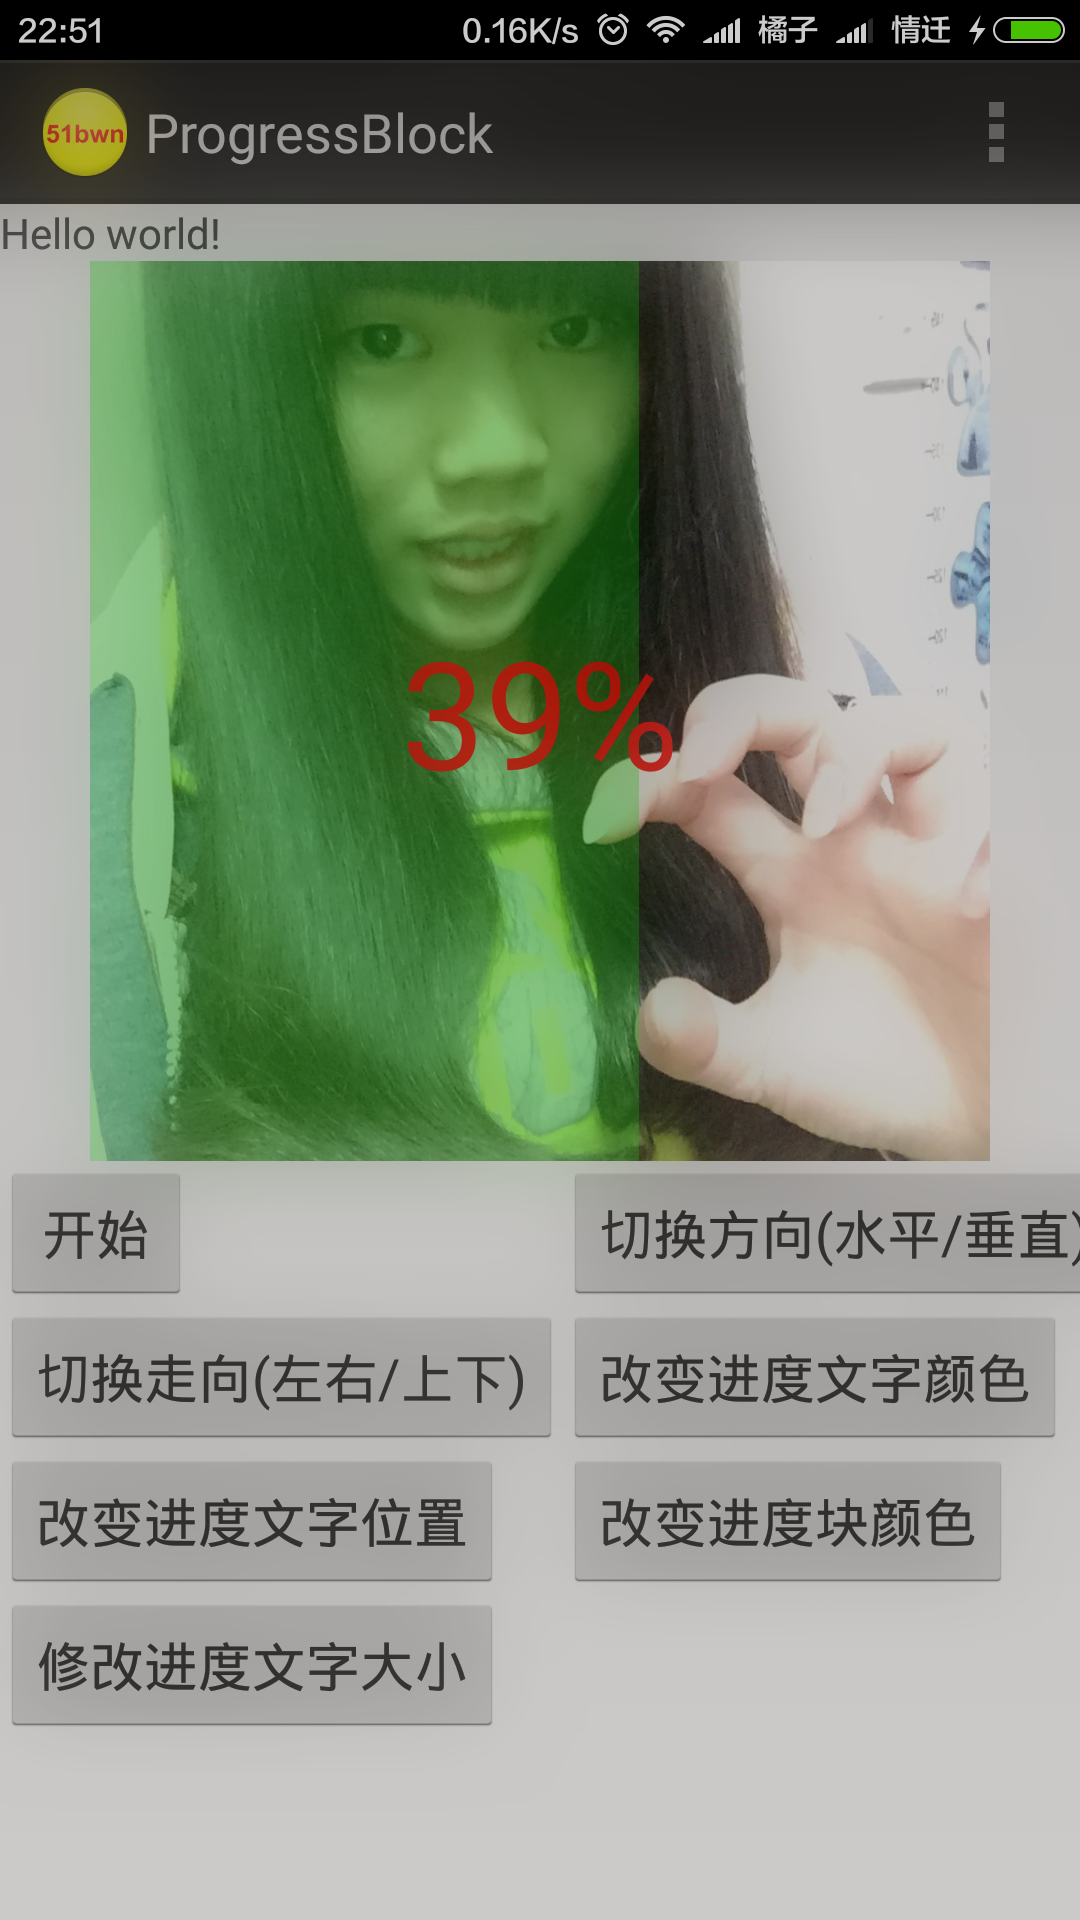 22:51 0.16K/s 橘子 情迁
51bwn ProgressBlock
Hello world!
39%
开始 切换方向(水平/垂直)
切换走向(左右/上下) 改变进度文字颜色
改变进度文字位置 改变进度块颜色
修改进度文字大小